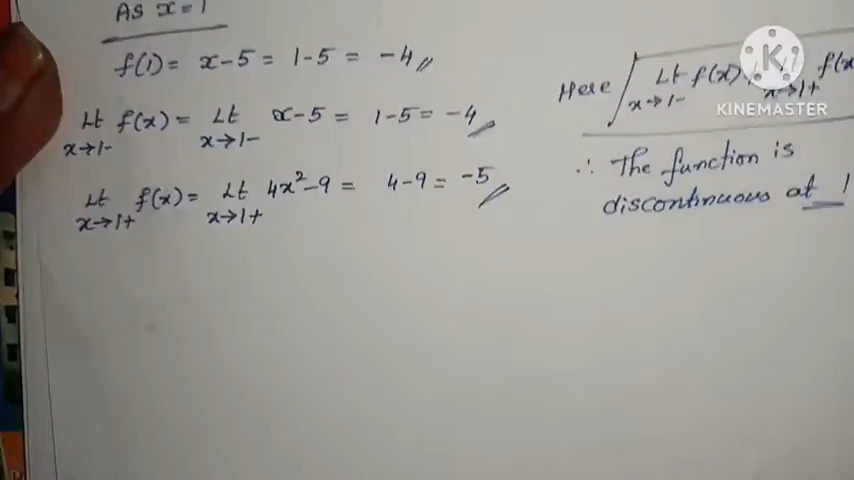 As x = 1
f(1) = x-5 = 1-5 = -4
Lt f(x) = Lt x-5 = 1-5 = -4
x→1- x→1-
Lt f(x) = Lt 4x²-9 = 4-9 = -5
x→1+ x→1+
Here Lt f(x) f(x
x→1- x→1+
∴ The function is
discontinuous at 1
KINEMASTER